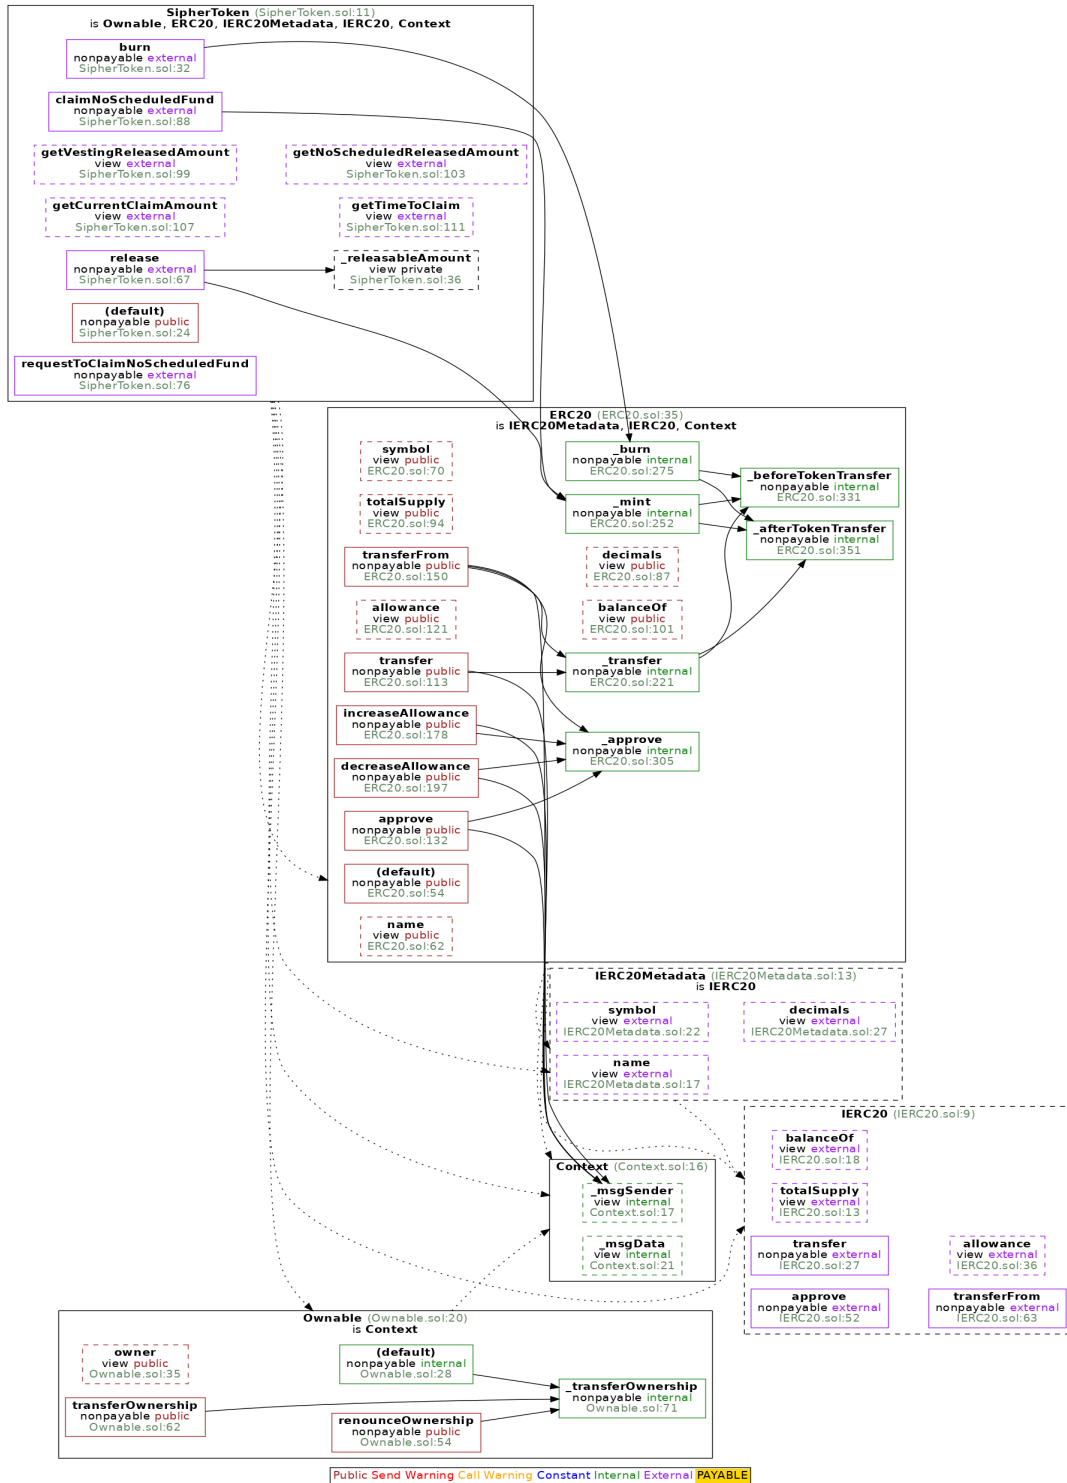 SipherToken (SipherToken.sol:11)
is Ownable, ERC20, IERC20Metadata, IERC20, Context
burn
nonpayable external
SipherToken.sol:32
claimNoScheduledFund
nonpayable external
SipherToken.sol:88
getVestingReleasedAmount
view external
SipherToken.sol:99
getNoScheduledReleasedAmount
view external
SipherToken.sol:103
getCurrentClaimAmount
view external
SipherToken.sol:107
getTimeToClaim
view external
SipherToken.sol:111
release
nonpayable external
SipherToken.sol:67
_releasableAmount
view private
SipherToken.sol:36
(default)
nonpayable public
SipherToken.sol:24
requestToClaimNoScheduledFund
nonpayable external
SipherToken.sol:76
ERC20 (ERC20.sol:35)
is IERC20Metadata, IERC20, Context
symbol
view public
ERC20.sol:70
_burn
nonpayable internal
ERC20.sol:275
_beforeTokenTransfer
nonpayable internal
ERC20.sol:331
totalSupply
view public
ERC20.sol:94
_mint
nonpayable internal
ERC20.sol:252
_afterTokenTransfer
nonpayable internal
ERC20.sol:351
transferFrom
nonpayable public
ERC20.sol:150
decimals
view public
ERC20.sol:87
allowance
view public
ERC20.sol:121
balanceOf
view public
ERC20.sol:101
transfer
nonpayable public
ERC20.sol:113
_transfer
nonpayable internal
ERC20.sol:221
increaseAllowance
nonpayable public
ERC20.sol:178
_approve
nonpayable internal
ERC20.sol:305
decreaseAllowance
nonpayable public
ERC20.sol:197
approve
nonpayable public
ERC20.sol:132
(default)
nonpayable public
ERC20.sol:54
name
view public
ERC20.sol:62
IERC20Metadata (IERC20Metadata.sol:13)
is IERC20
symbol
view external
IERC20Metadata.sol:22
decimals
view external
IERC20Metadata.sol:27
name
view external
IERC20Metadata.sol:17
IERC20 (IERC20.sol:9)
balanceOf
view external
IERC20.sol:18
totalSupply
view external
IERC20.sol:13
transfer
nonpayable external
IERC20.sol:27
allowance
view external
IERC20.sol:36
approve
nonpayable external
IERC20.sol:52
transferFrom
nonpayable external
IERC20.sol:63
Context (Context.sol:16)
_msgSender
view internal
Context.sol:17
_msgData
view internal
Context.sol:21
Ownable (Ownable.sol:20)
is Context
owner
view public
Ownable.sol:35
(default)
nonpayable internal
Ownable.sol:28
_transferOwnership
nonpayable internal
Ownable.sol:71
transferOwnership
nonpayable public
Ownable.sol:62
renounceOwnership
nonpayable public
Ownable.sol:54
Public Send Warning Call Warning Constant Internal External PAYABLE